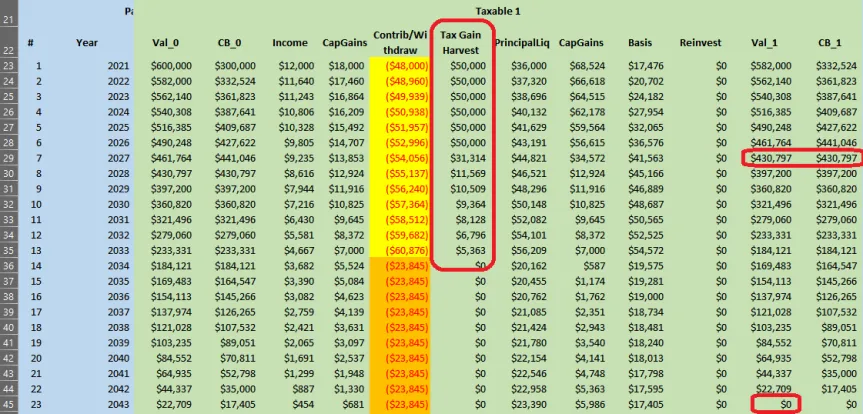 21 Pa Taxable 1
Contrib/Wi Tax Gain
22 # Year Val_0 CB_0 Income CapGains thdraw Harvest PrincipalLiq CapGains Basis Reinvest Val_1 CB_1
23 1 2021 $600,000 $300,000 $12,000 $18,000 ($48,000) $50,000 $36,000 $68,524 $17,476 $0 $582,000 $332,524
24 2 2022 $582,000 $332,524 $11,640 $17,460 ($48,960) $50,000 $37,320 $66,618 $20,702 $0 $562,140 $361,823
25 3 2023 $562,140 $361,823 $11,243 $16,864 ($49,939) $50,000 $38,696 $64,515 $24,182 $0 $540,308 $387,641
26 4 2024 $540,308 $387,641 $10,806 $16,209 ($50,938) $50,000 $40,132 $62,178 $27,954 $0 $516,385 $409,687
27 5 2025 $516,385 $409,687 $10,328 $15,492 ($51,957) $50,000 $41,629 $59,564 $32,065 $0 $490,248 $427,622
28 6 2026 $490,248 $427,622 $9,805 $14,707 ($52,996) $50,000 $43,191 $56,615 $36,576 $0 $461,764 $441,046
29 7 2027 $461,764 $441,046 $9,235 $13,853 ($54,056) $31,314 $44,821 $34,572 $41,563 $0 $430,797 $430,797
30 8 2028 $430,797 $430,797 $8,616 $12,924 ($55,137) $11,569 $46,521 $12,924 $45,166 $0 $397,200 $397,200
31 9 2029 $397,200 $397,200 $7,944 $11,916 ($56,240) $10,509 $48,296 $11,916 $46,889 $0 $360,820 $360,820
32 10 2030 $360,820 $360,820 $7,216 $10,825 ($57,364) $9,364 $50,148 $10,825 $48,687 $0 $321,496 $321,496
33 11 2031 $321,496 $321,496 $6,430 $9,645 ($58,512) $8,128 $52,082 $9,645 $50,565 $0 $279,060 $279,060
34 12 2032 $279,060 $279,060 $5,581 $8,372 ($59,682) $6,796 $54,101 $8,372 $52,525 $0 $233,331 $233,331
35 13 2033 $233,331 $233,331 $4,667 $7,000 ($60,876) $5,363 $56,209 $7,000 $54,572 $0 $184,121 $184,121
36 14 2034 $184,121 $184,121 $3,682 $5,524 ($23,845) $0 $20,162 $587 $19,575 $0 $169,483 $164,547
37 15 2035 $169,483 $164,547 $3,390 $5,084 ($23,845) $0 $20,455 $1,174 $19,281 $0 $154,113 $145,266
38 16 2036 $154,113 $145,266 $3,082 $4,623 ($23,845) $0 $20,762 $1,762 $19,000 $0 $137,974 $126,265
39 17 2037 $137,974 $126,265 $2,759 $4,139 ($23,845) $0 $21,085 $2,351 $18,734 $0 $121,028 $107,532
40 18 2038 $121,028 $107,532 $2,421 $3,631 ($23,845) $0 $21,424 $2,943 $18,481 $0 $103,235 $89,051
41 19 2039 $103,235 $89,051 $2,065 $3,097 ($23,845) $0 $21,780 $3,540 $18,240 $0 $84,552 $70,811
42 20 2040 $84,552 $70,811 $1,691 $2,537 ($23,845) $0 $22,154 $4,141 $18,013 $0 $64,935 $52,798
43 21 2041 $64,935 $52,798 $1,299 $1,948 ($23,845) $0 $22,546 $4,748 $17,798 $0 $44,337 $35,000
44 22 2042 $44,337 $35,000 $887 $1,330 ($23,845) $0 $22,958 $5,363 $17,595 $0 $22,709 $17,405
45 23 2043 $22,709 $17,405 $454 $681 ($23,845) $0 $23,390 $5,986 $17,405 $0 $0 $0